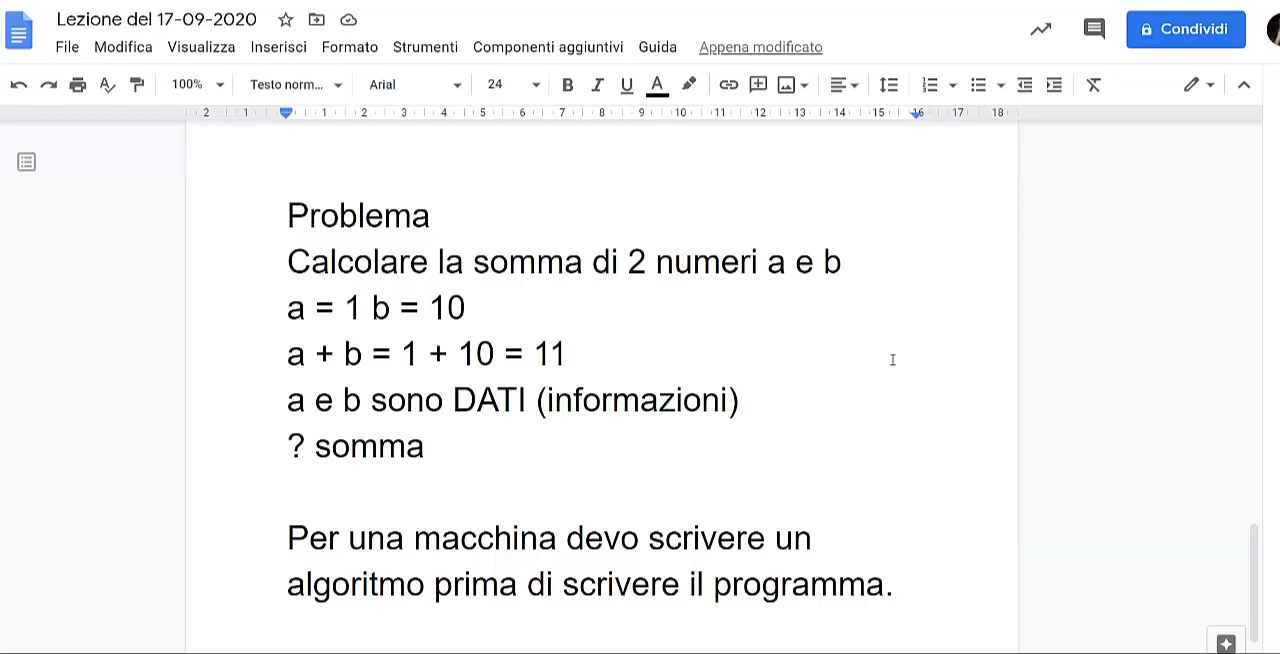 Lezione del 17-09-2020
File Modifica Visualizza Inserisci Formato Strumenti Componenti aggiuntivi Guida Appena modificato
Condividi
100% Testo norm... Arial 24 B I U A
2 1 1 2 3 4 5 6 7 8 9 10 11 12 13 14 15 16 17 18
Problema
Calcolare la somma di 2 numeri a e b
a = 1 b = 10
a + b = 1 + 10 = 11
a e b sono DATI (informazioni)
? somma
Per una macchina devo scrivere un
algoritmo prima di scrivere il programma.